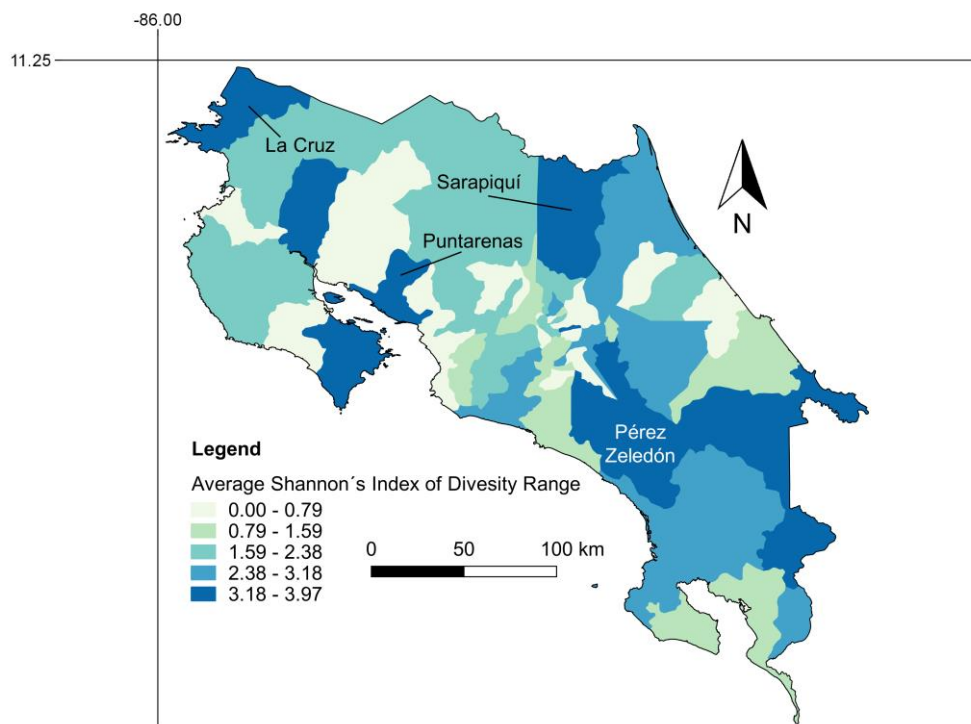 -86.00
11.25
La Cruz
Sarapiquí
Puntarenas
N
Pérez
Zeledón
Legend
Average Shannon´s Index of Divesity Range
0.00 - 0.79
0.79 - 1.59
1.59 - 2.38
2.38 - 3.18
3.18 - 3.97
0 50 100 km